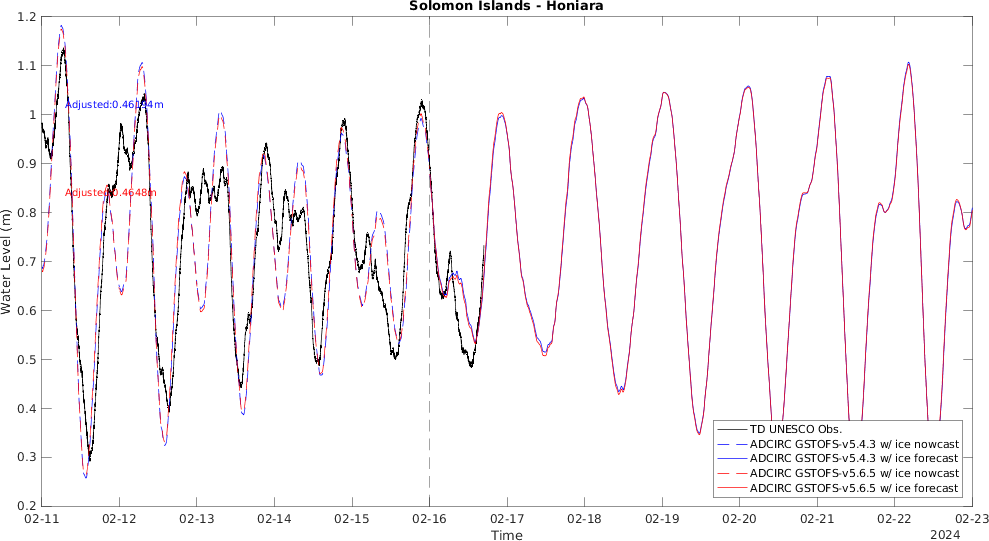 Solomon Islands - Honiara
Water Level (m)
1.2
1.1
1
0.9
0.8
0.7
0.6
0.5
0.4
0.3
0.2
Adjusted:0.4648m
TD UNESCO Obs.
ADCIRC GSTOFS-v5.4.3 w/ ice nowcast
ADCIRC GSTOFS-v5.4.3 w/ ice forecast
ADCIRC GSTOFS-v5.6.5 w/ ice nowcast
ADCIRC GSTOFS-v5.6.5 w/ ice forecast
02-11 02-12 02-13 02-14 02-15 02-16 02-17 02-18 02-19 02-20 02-21 02-22 02-23
Time
2024